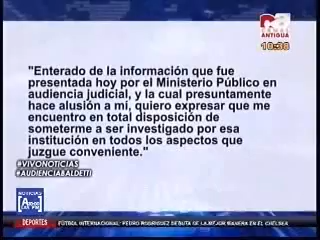 CANAL
ANTIGUA
18:38
"Enterado de la información que fue
presentada hoy por el Ministerio Público en
audiencia judicial, y la cual presuntamente
hace alusión a mí, quiero expresar que me
encuentro en total disposición de
someterme a ser investigado por esa
institución en todos los aspectos que
juzgue conveniente."
#VIVONOTICIAS
#AUDIENCIABALDETTI
NOTICIAS
DEPORTES
FÚTBOL INTERNACIONAL: PEDRO RODRÍGUEZ DEBUTA DE LA MEJOR MANERA EN EL CHELSEA